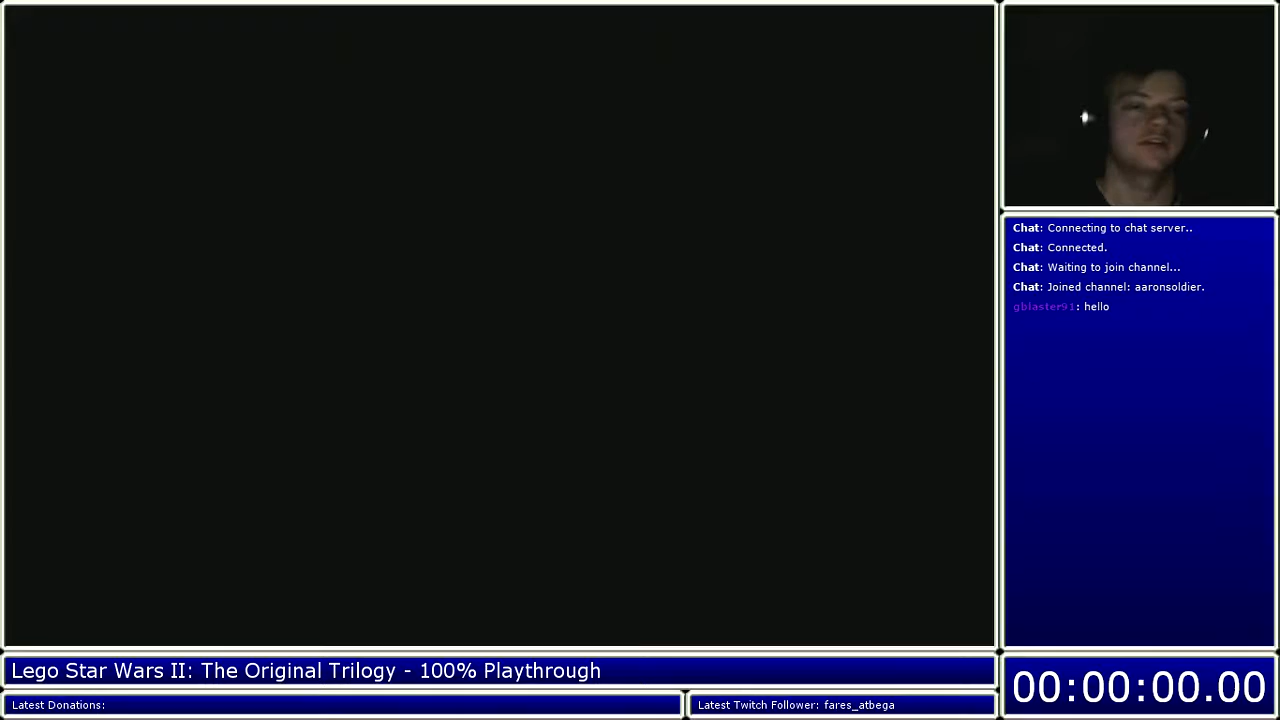 Chat: Connecting to chat server..
Chat: Connected.
Chat: Waiting to join channel...
Chat: Joined channel: aaronsoldier.
gblaster91: hello
Lego Star Wars II: The Original Trilogy - 100% Playthrough
00:00:00.00
Latest Donations:
Latest Twitch Follower: fares_atbega